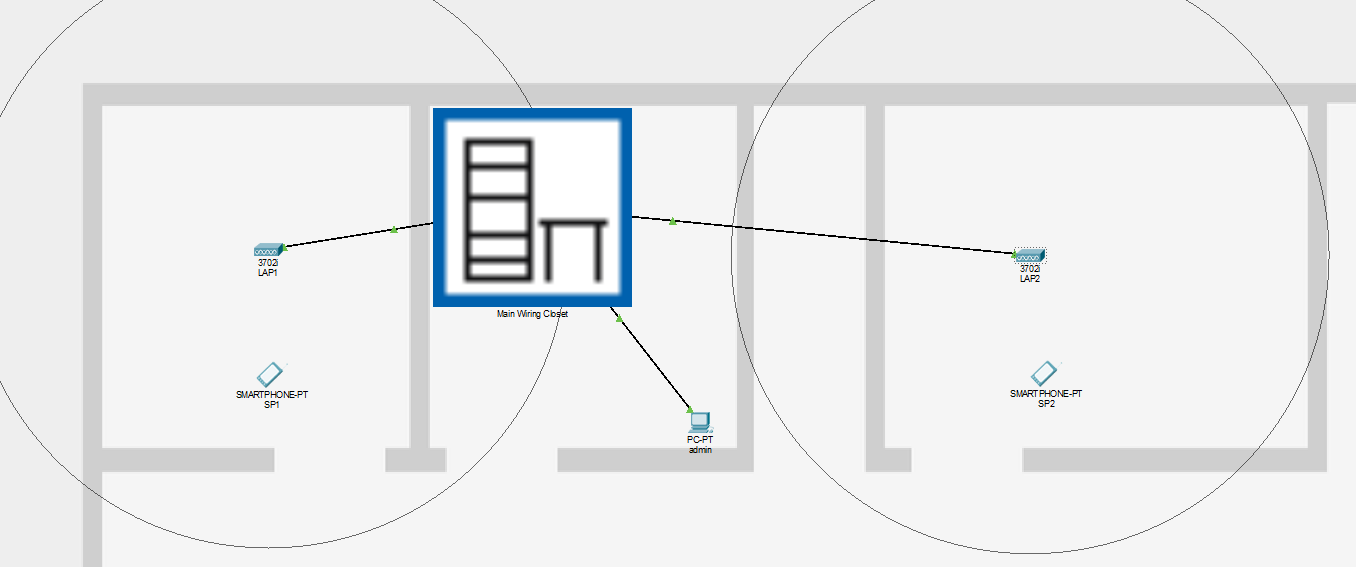 3702i
LAP1
3702i
LAP2
Main Wiring Closet
SMARTPHONE-PT
SP1
SMARTPHONE-PT
SP2
PC-PT
admin